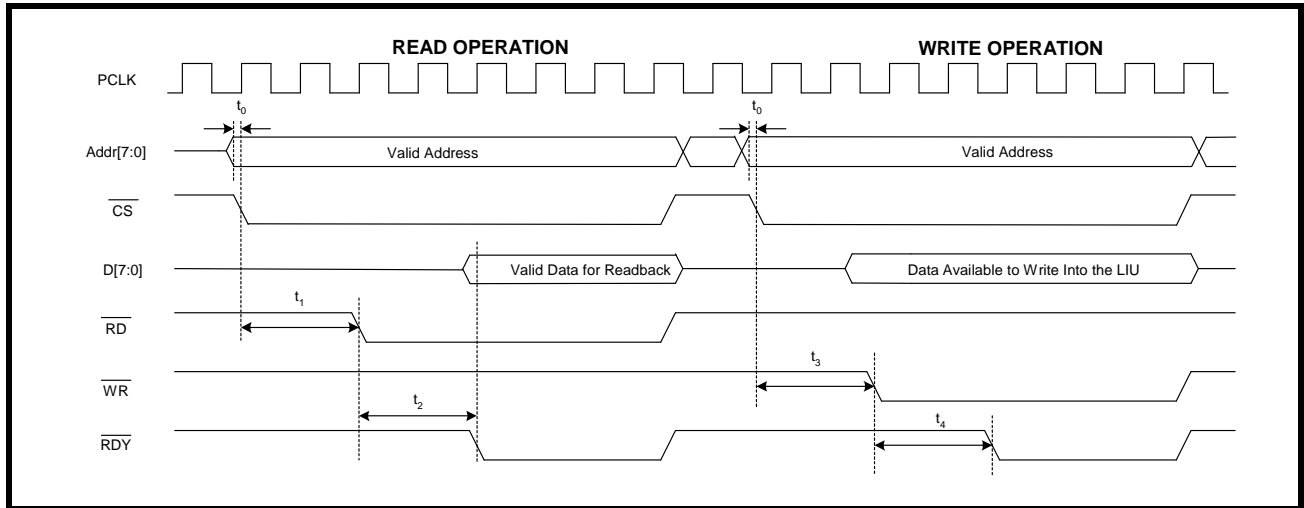 READ OPERATION WRITE OPERATION
PCLK
t0 t0
Addr[7:0] Valid Address Valid Address
CS
D[7:0] Valid Data for Readback Data Available to Write Into the LIU
t1
RD
t3
WR
t2
t4
RDY